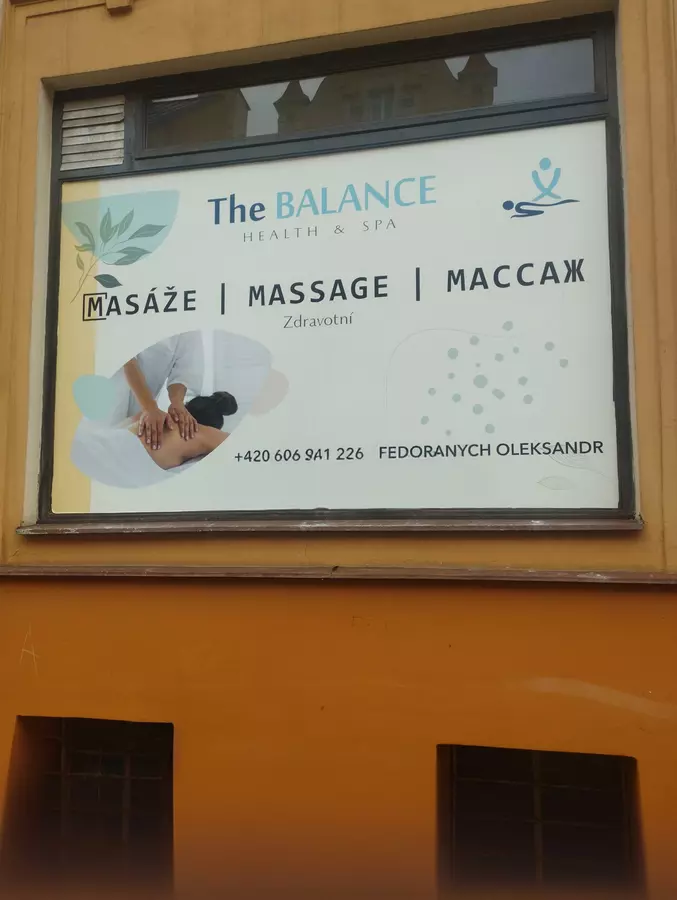 The BALANCE
HEALTH & SPA
MASÁŽE | MASSAGE | МАССАЖ
Zdravotní
+420 606 941 226 FEDORANYCH OLEKSANDR